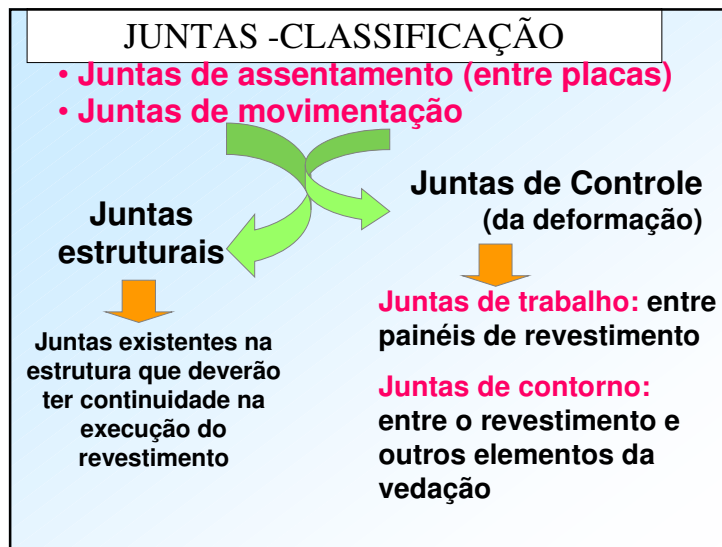 JUNTAS -CLASSIFICAÇÃO
• Juntas de assentamento (entre placas)
• Juntas de movimentação
Juntas
estruturais
Juntas existentes na
estrutura que deverão
ter continuidade na
execução do
revestimento
Juntas de Controle
(da deformação)
Juntas de trabalho: entre
painéis de revestimento
Juntas de contorno:
entre o revestimento e
outros elementos da
vedação